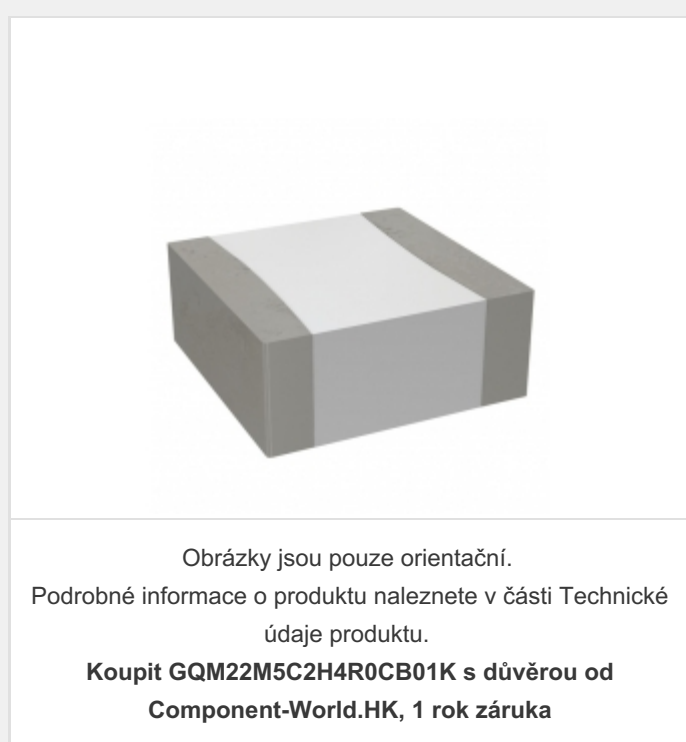 Obrázky jsou pouze orientační.
Podrobné informace o produktu naleznete v části Technické
údaje produktu.
Koupit GQM22M5C2H4R0CB01K s důvěrou od
Component-World.HK, 1 rok záruka